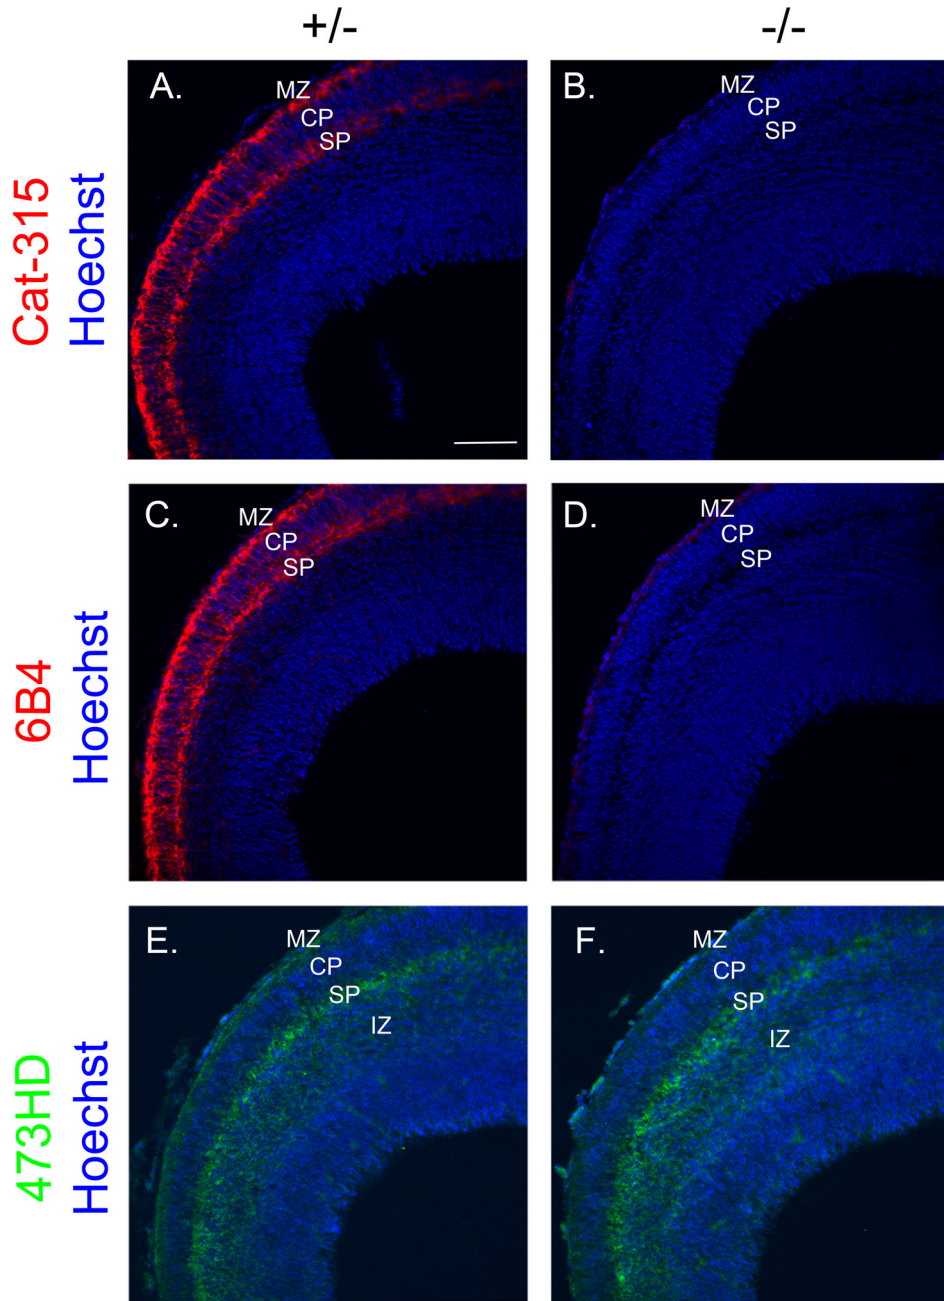 +/-
-/-
Cat-315
Hoechst
A.
MZ
CP
SP
B.
MZ
CP
SP
6B4
Hoechst
C.
MZ
CP
SP
D.
MZ
CP
SP
473HD
Hoechst
E.
MZ
CP
SP
IZ
F.
MZ
CP
SP
IZ